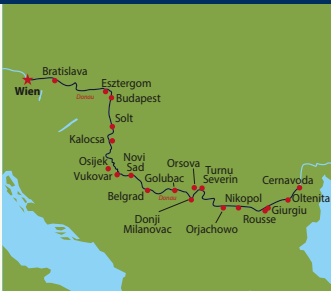 Bratislava
Wien
Donau
Esztergom
Budapest
Solt
Kalocsa
Osijek
Vukovar
Novi
Sad
Belgrad
Golubac
Donau
Donji
Milanovac
Orsova
Turnu
Severin
Orjachowo
Nikopol
Rousse
Giurgiu
Oltenita
Cernavoda